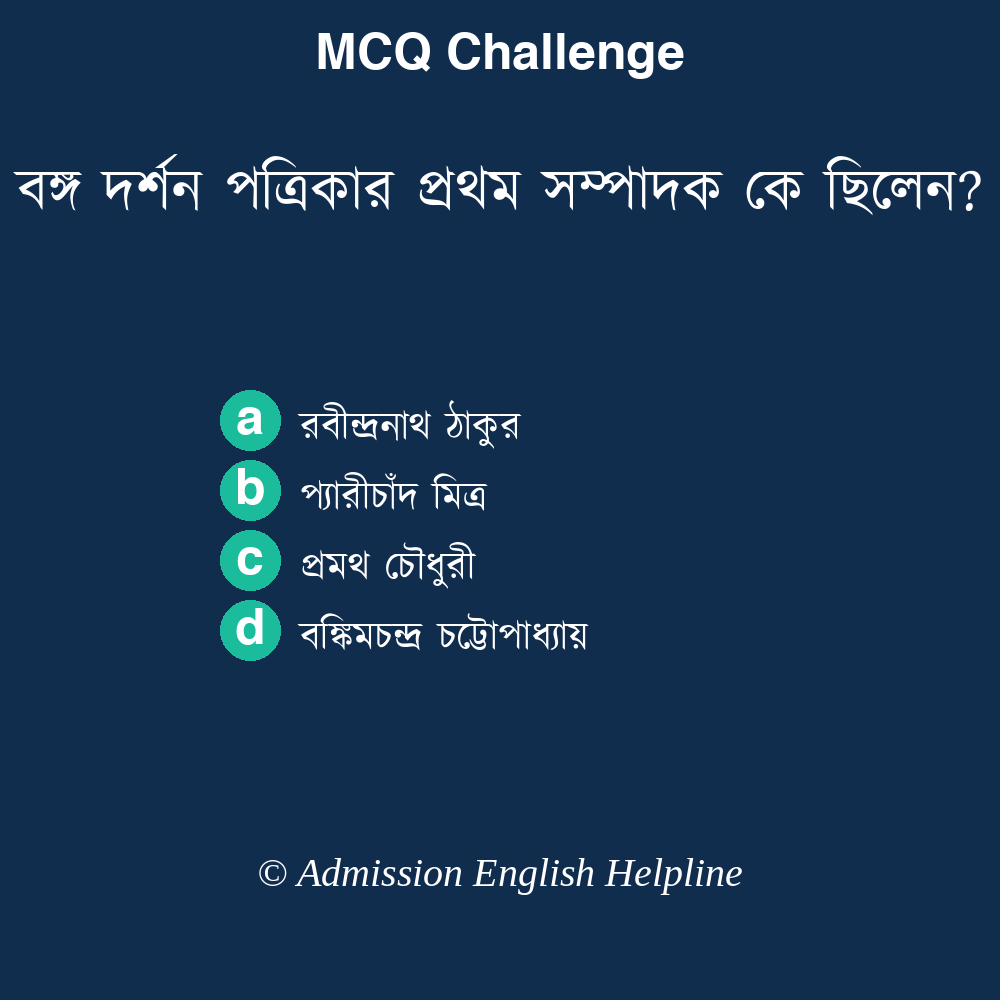 MCQ Challenge
বঙ্গ দর্শন পত্রিকার প্রথম সম্পাদক কে ছিলেন?
a রবীন্দ্রনাথ ঠাকুর
b প্যারীচাঁদ মিত্র
c প্রমথ চৌধুরী
d বঙ্কিমচন্দ্র চট্টোপাধ্যায়
© Admission English Helpline